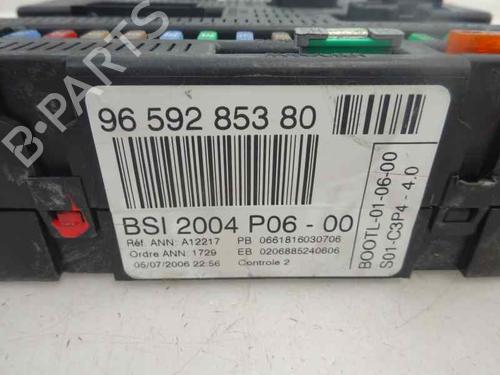 96 592 853 80
BSI 2004 P06 - 00
Réf. ANN: A12217 PB 0661816030706
Ordre ANN: 1729 EB 0206885240606
05/07/2006 22:56 Controle 2
BOOTL-01-06-00
S01-C3P4 - 4.0
B-PARTS